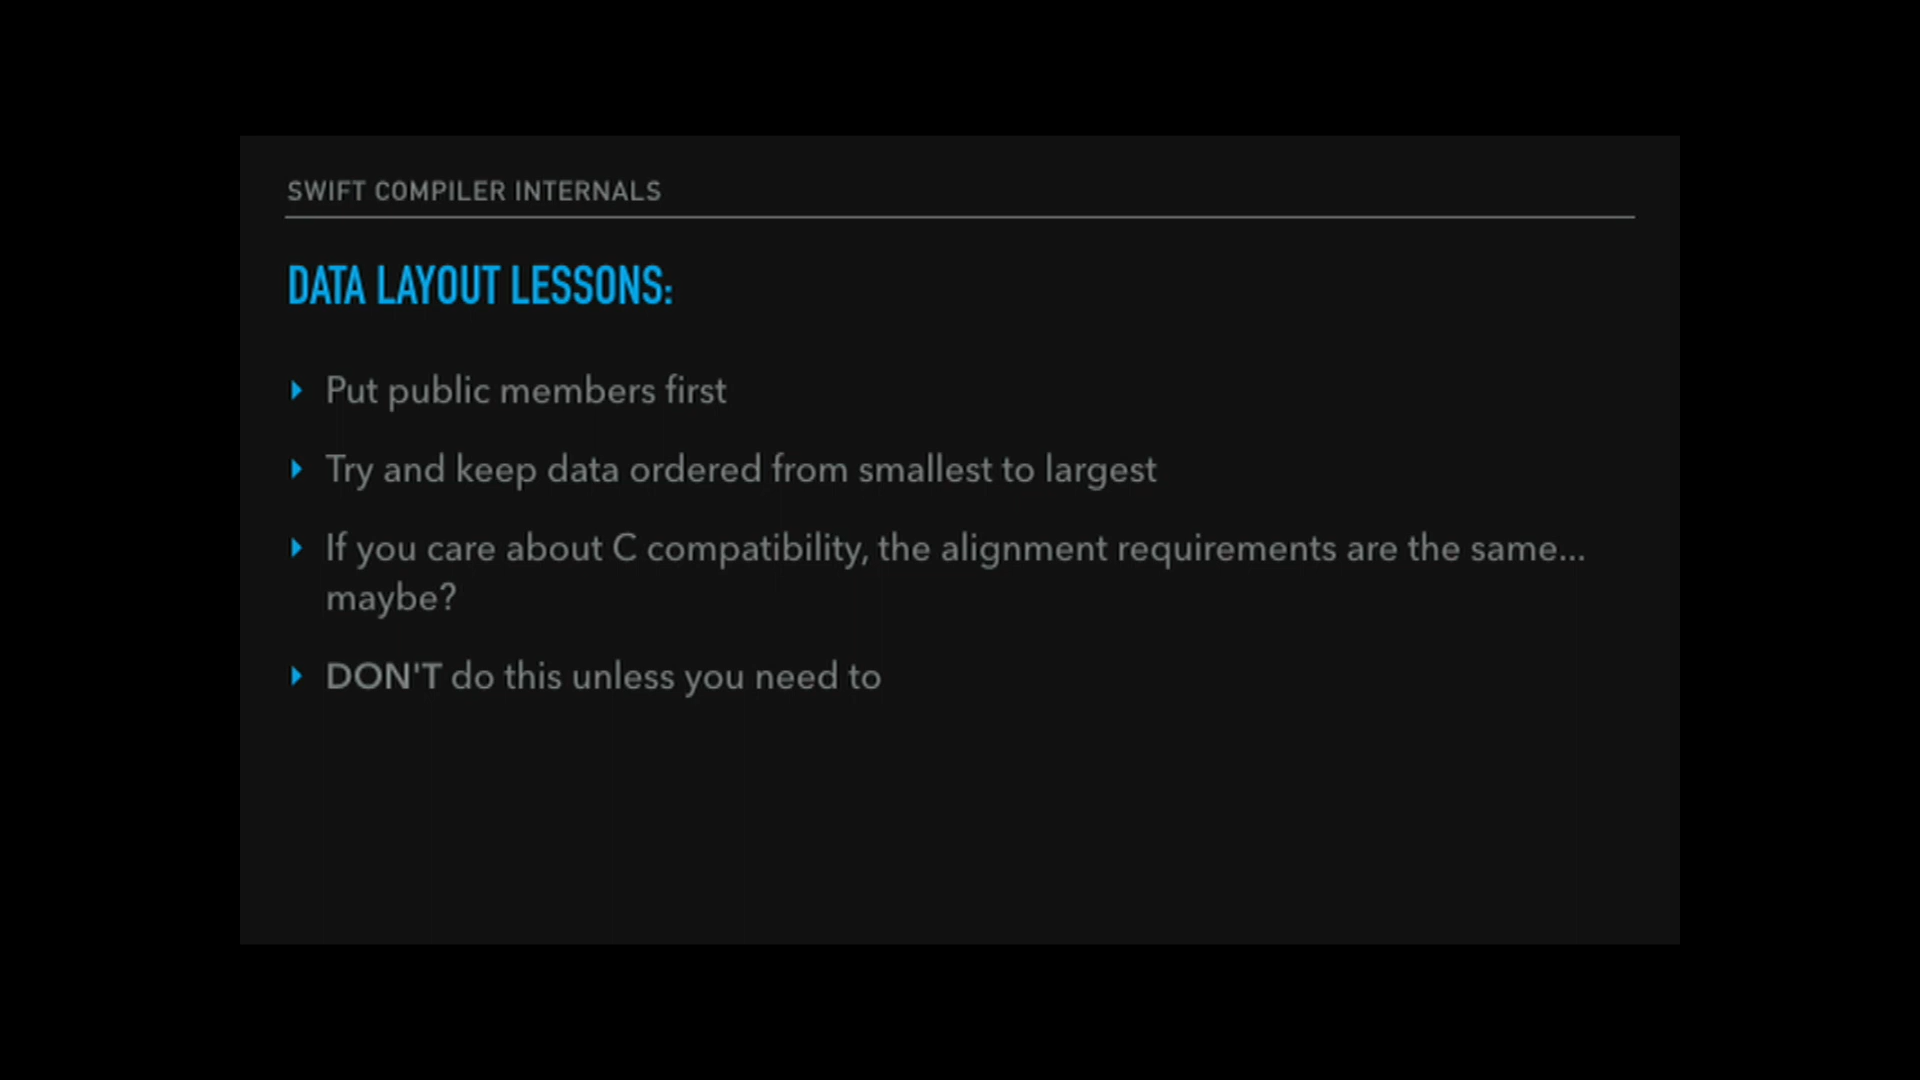 SWIFT COMPILER INTERNALS
DATA LAYOUT LESSONS:
Put public members first
Try and keep data ordered from smallest to largest
If you care about C compatibility, the alignment requirements are the same...
maybe?
DON'T do this unless you need to